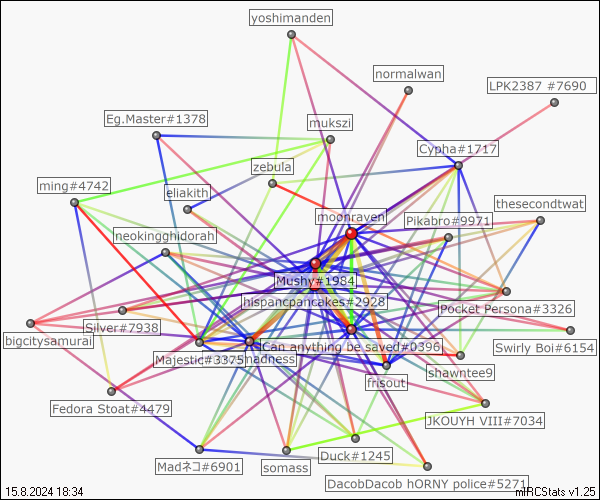 yoshimanden
normalwan
LPK2387 #7690
Eg.Master#1378
mukszi
Cypha#1717
zebula
ming#4742
eliakith
thesecondtwat
moonraven
Pikabro#9971
neokingghidorah
Mushy#1984
hispancpancakes#2928
Pocket Persona#3326
Silver#7938
bigcitysamurai
Can anything be saved#0396
Swirly Boi#6154
Majestic#3375
madness
shawntee9
frisout
Fedora Stoat#4479
JKOUYH VIII#7034
Duck#1245
Madネコ#6901
somass
DacobDacob hORNY police#5271
15.8.2024 18:34
mIRCStats v1.25